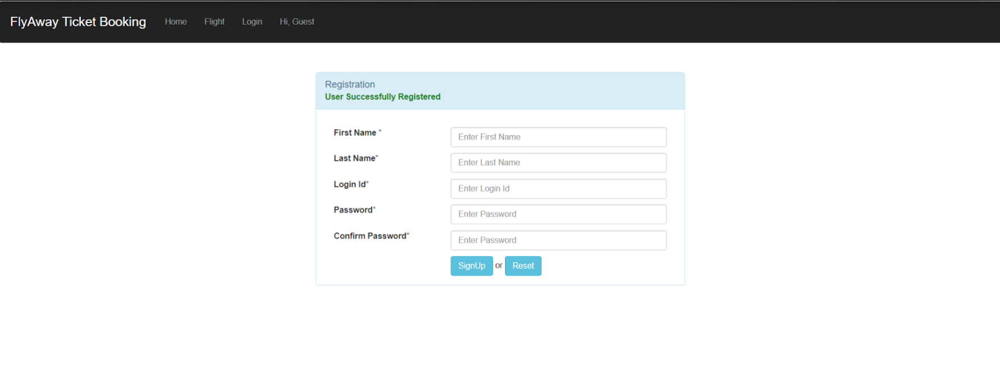 FlyAway Ticket Booking Home Flight Login Hi, Guest
Registration
User Successfully Registered
First Name * Enter First Name
Last Name* Enter Last Name
Login Id* Enter Login Id
Password* Enter Password
Confirm Password* Enter Password
SignUp or Reset